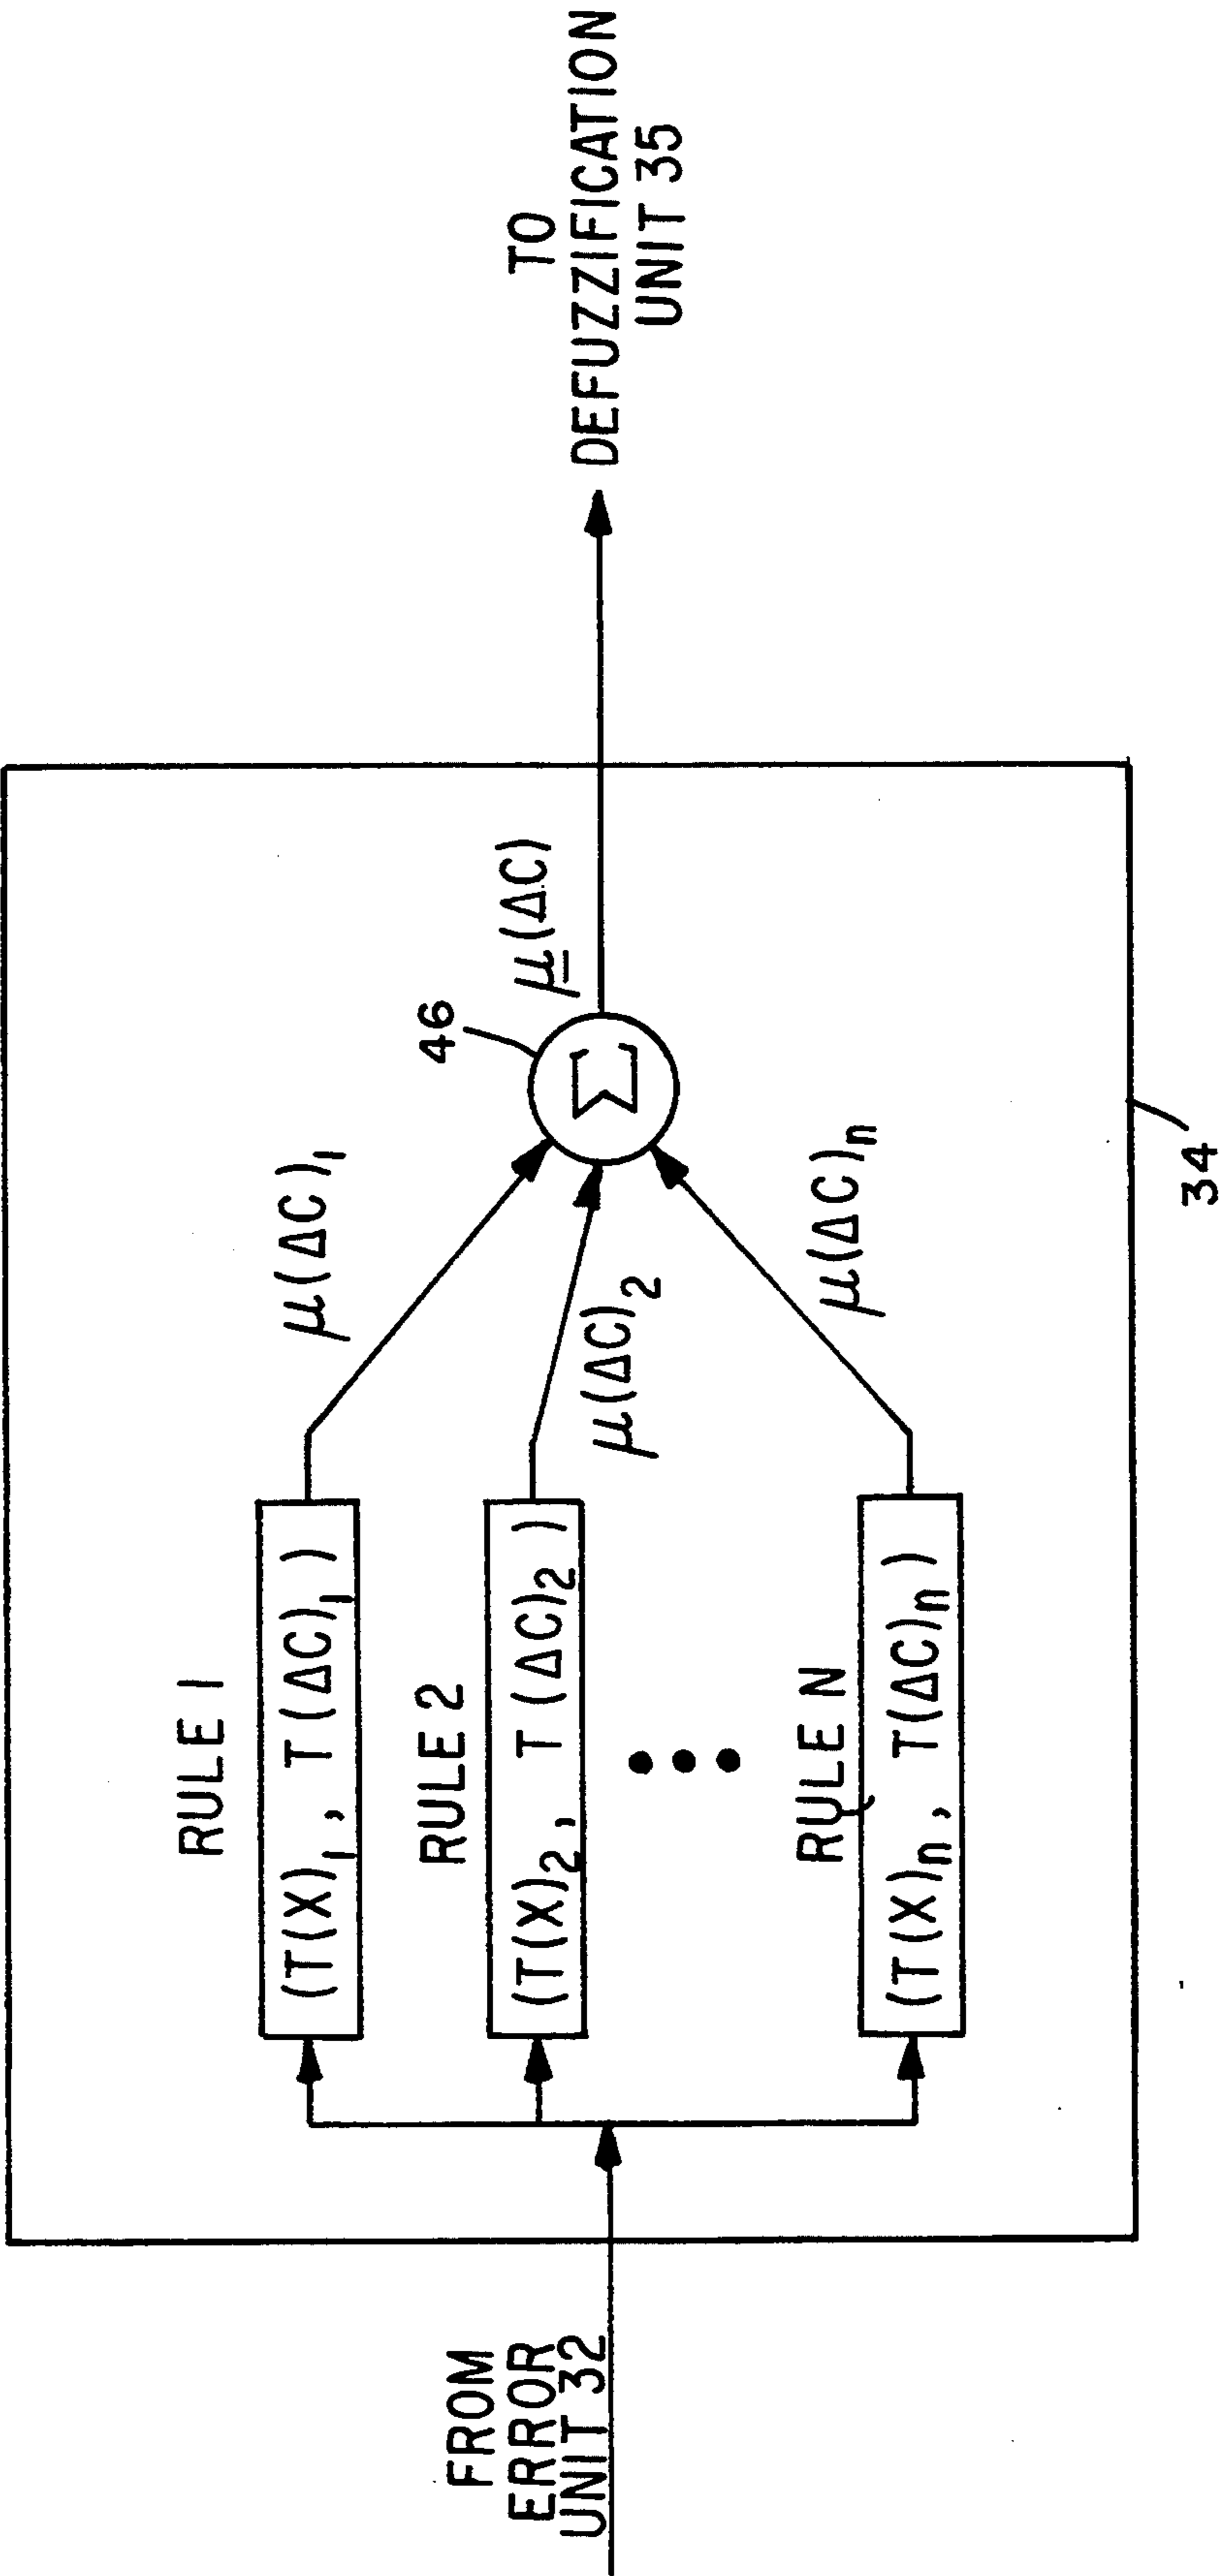 FROM
ERROR
UNIT 32
RULE 1
(T(X)₁, T(ΔC)₁)
RULE 2
(T(X)₂, T(ΔC)₂)
RULE N
(T(X)ₙ, T(ΔC)ₙ)
μ(ΔC)₁
μ(ΔC)₂
μ(ΔC)ₙ
46
Σ
μ̲(ΔC)
34
TO
DEFUZZIFICATION
UNIT 35